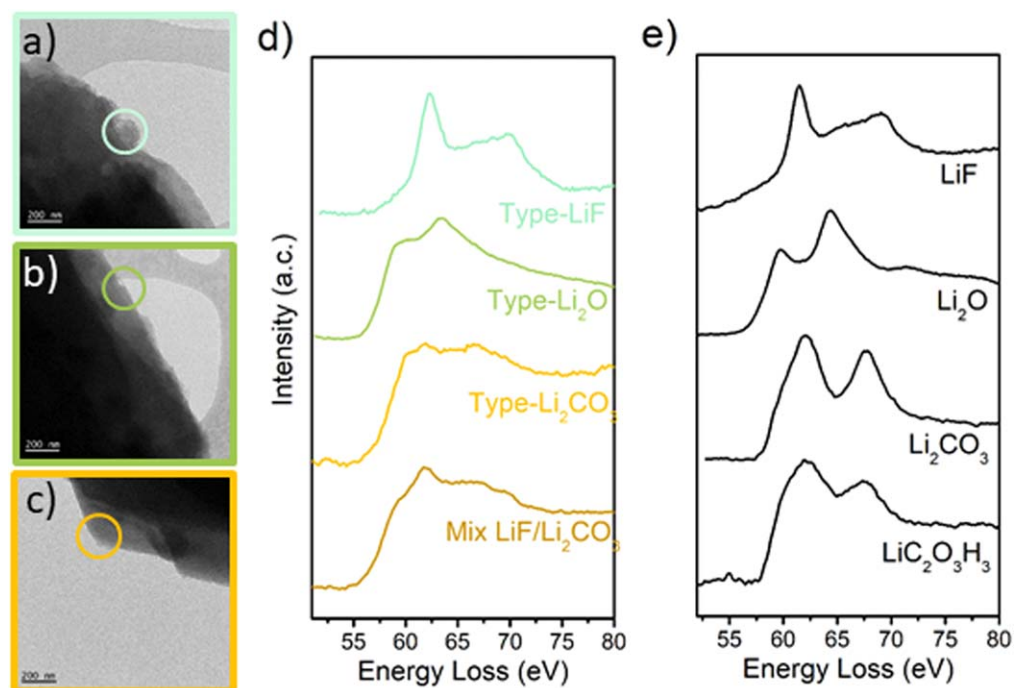 a)
200 nm
b)
200 nm
c)
200 nm
d)
Intensity (a.c.)
Type-LiF
Type-Li₂O
Type-Li₂CO₃
Mix LiF/Li₂CO₃
55 60 65 70 75 80
Energy Loss (eV)
e)
LiF
Li₂O
Li₂CO₃
LiC₂O₃H₃
55 60 65 70 75 80
Energy Loss (eV)